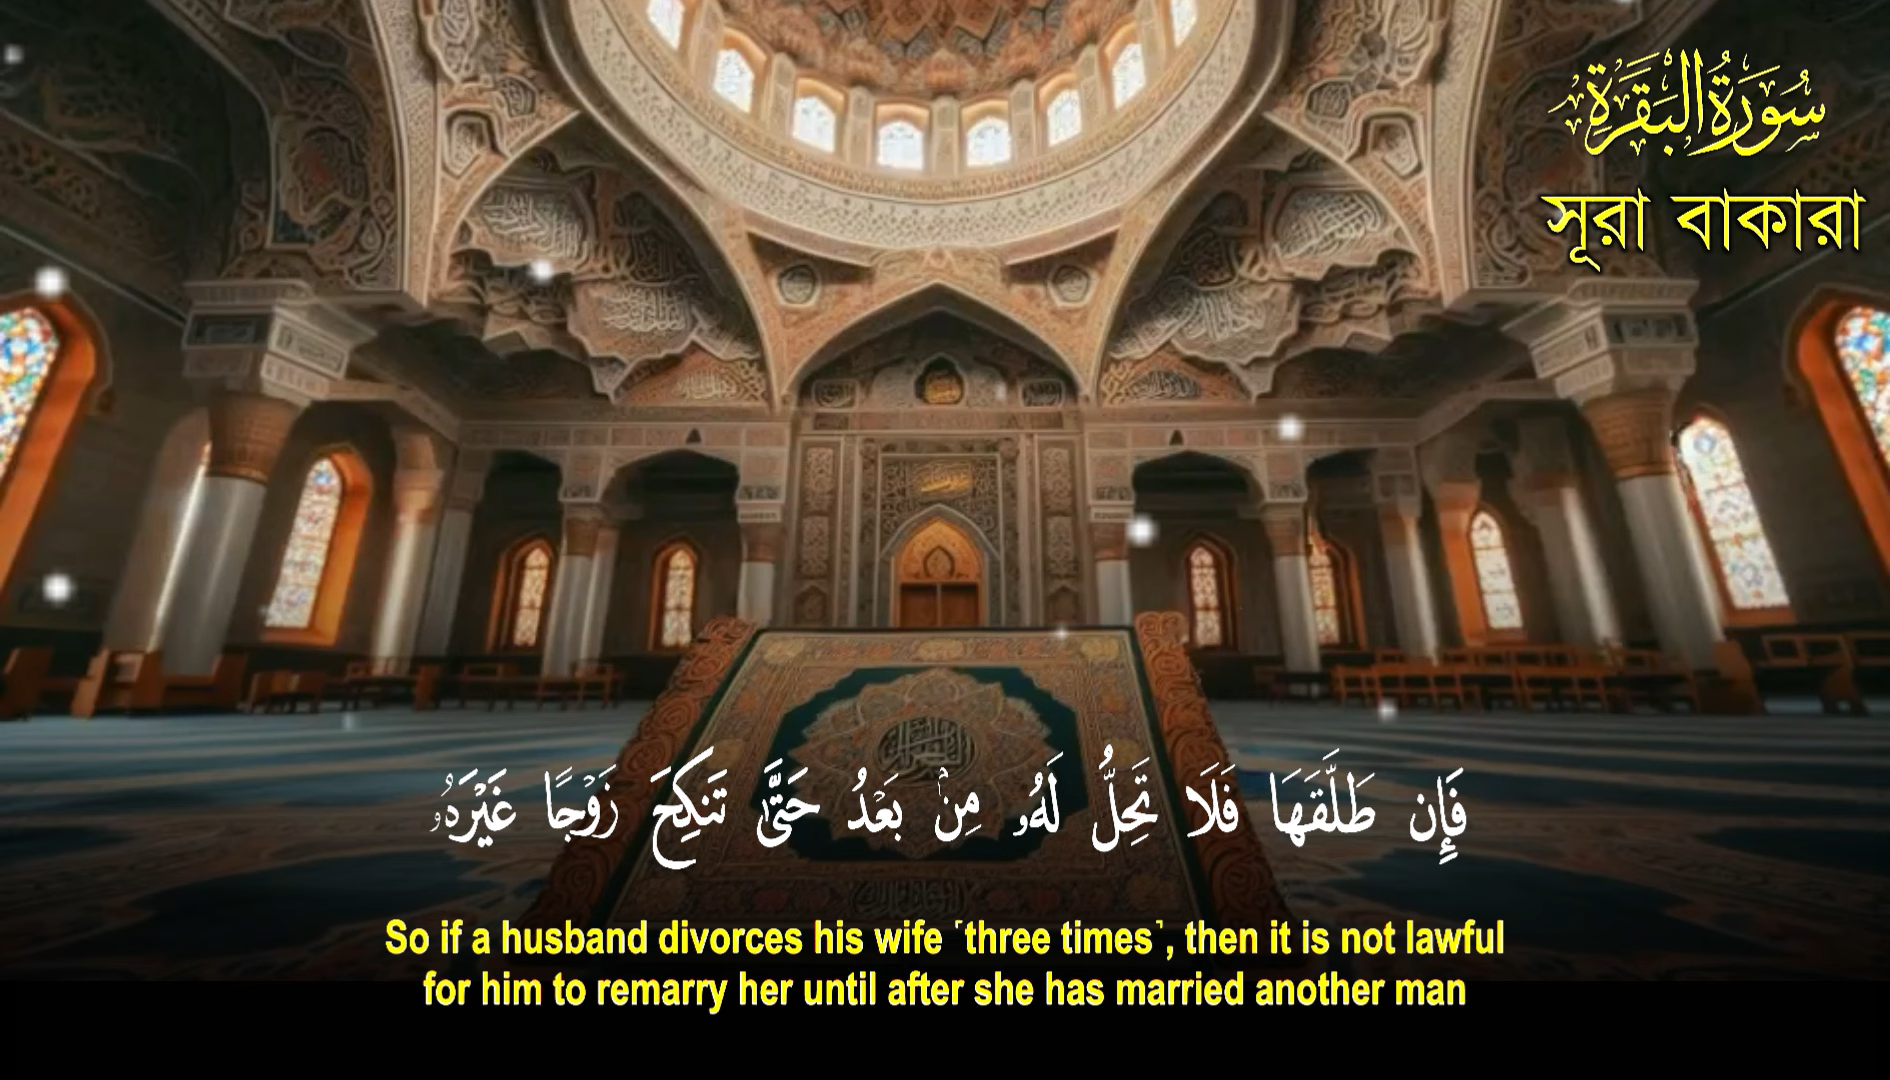 سُورَةُ البَقَرَةِ
সূরা বাকারা
فَإِن طَلَّقَهَا فَلَا تَحِلُّ لَهُۥ مِنۢ بَعْدُ حَتَّىٰ تَنكِحَ زَوْجًا غَيْرَهُۥ
So if a husband divorces his wife ˹three times˺, then it is not lawful
for him to remarry her until after she has married another man